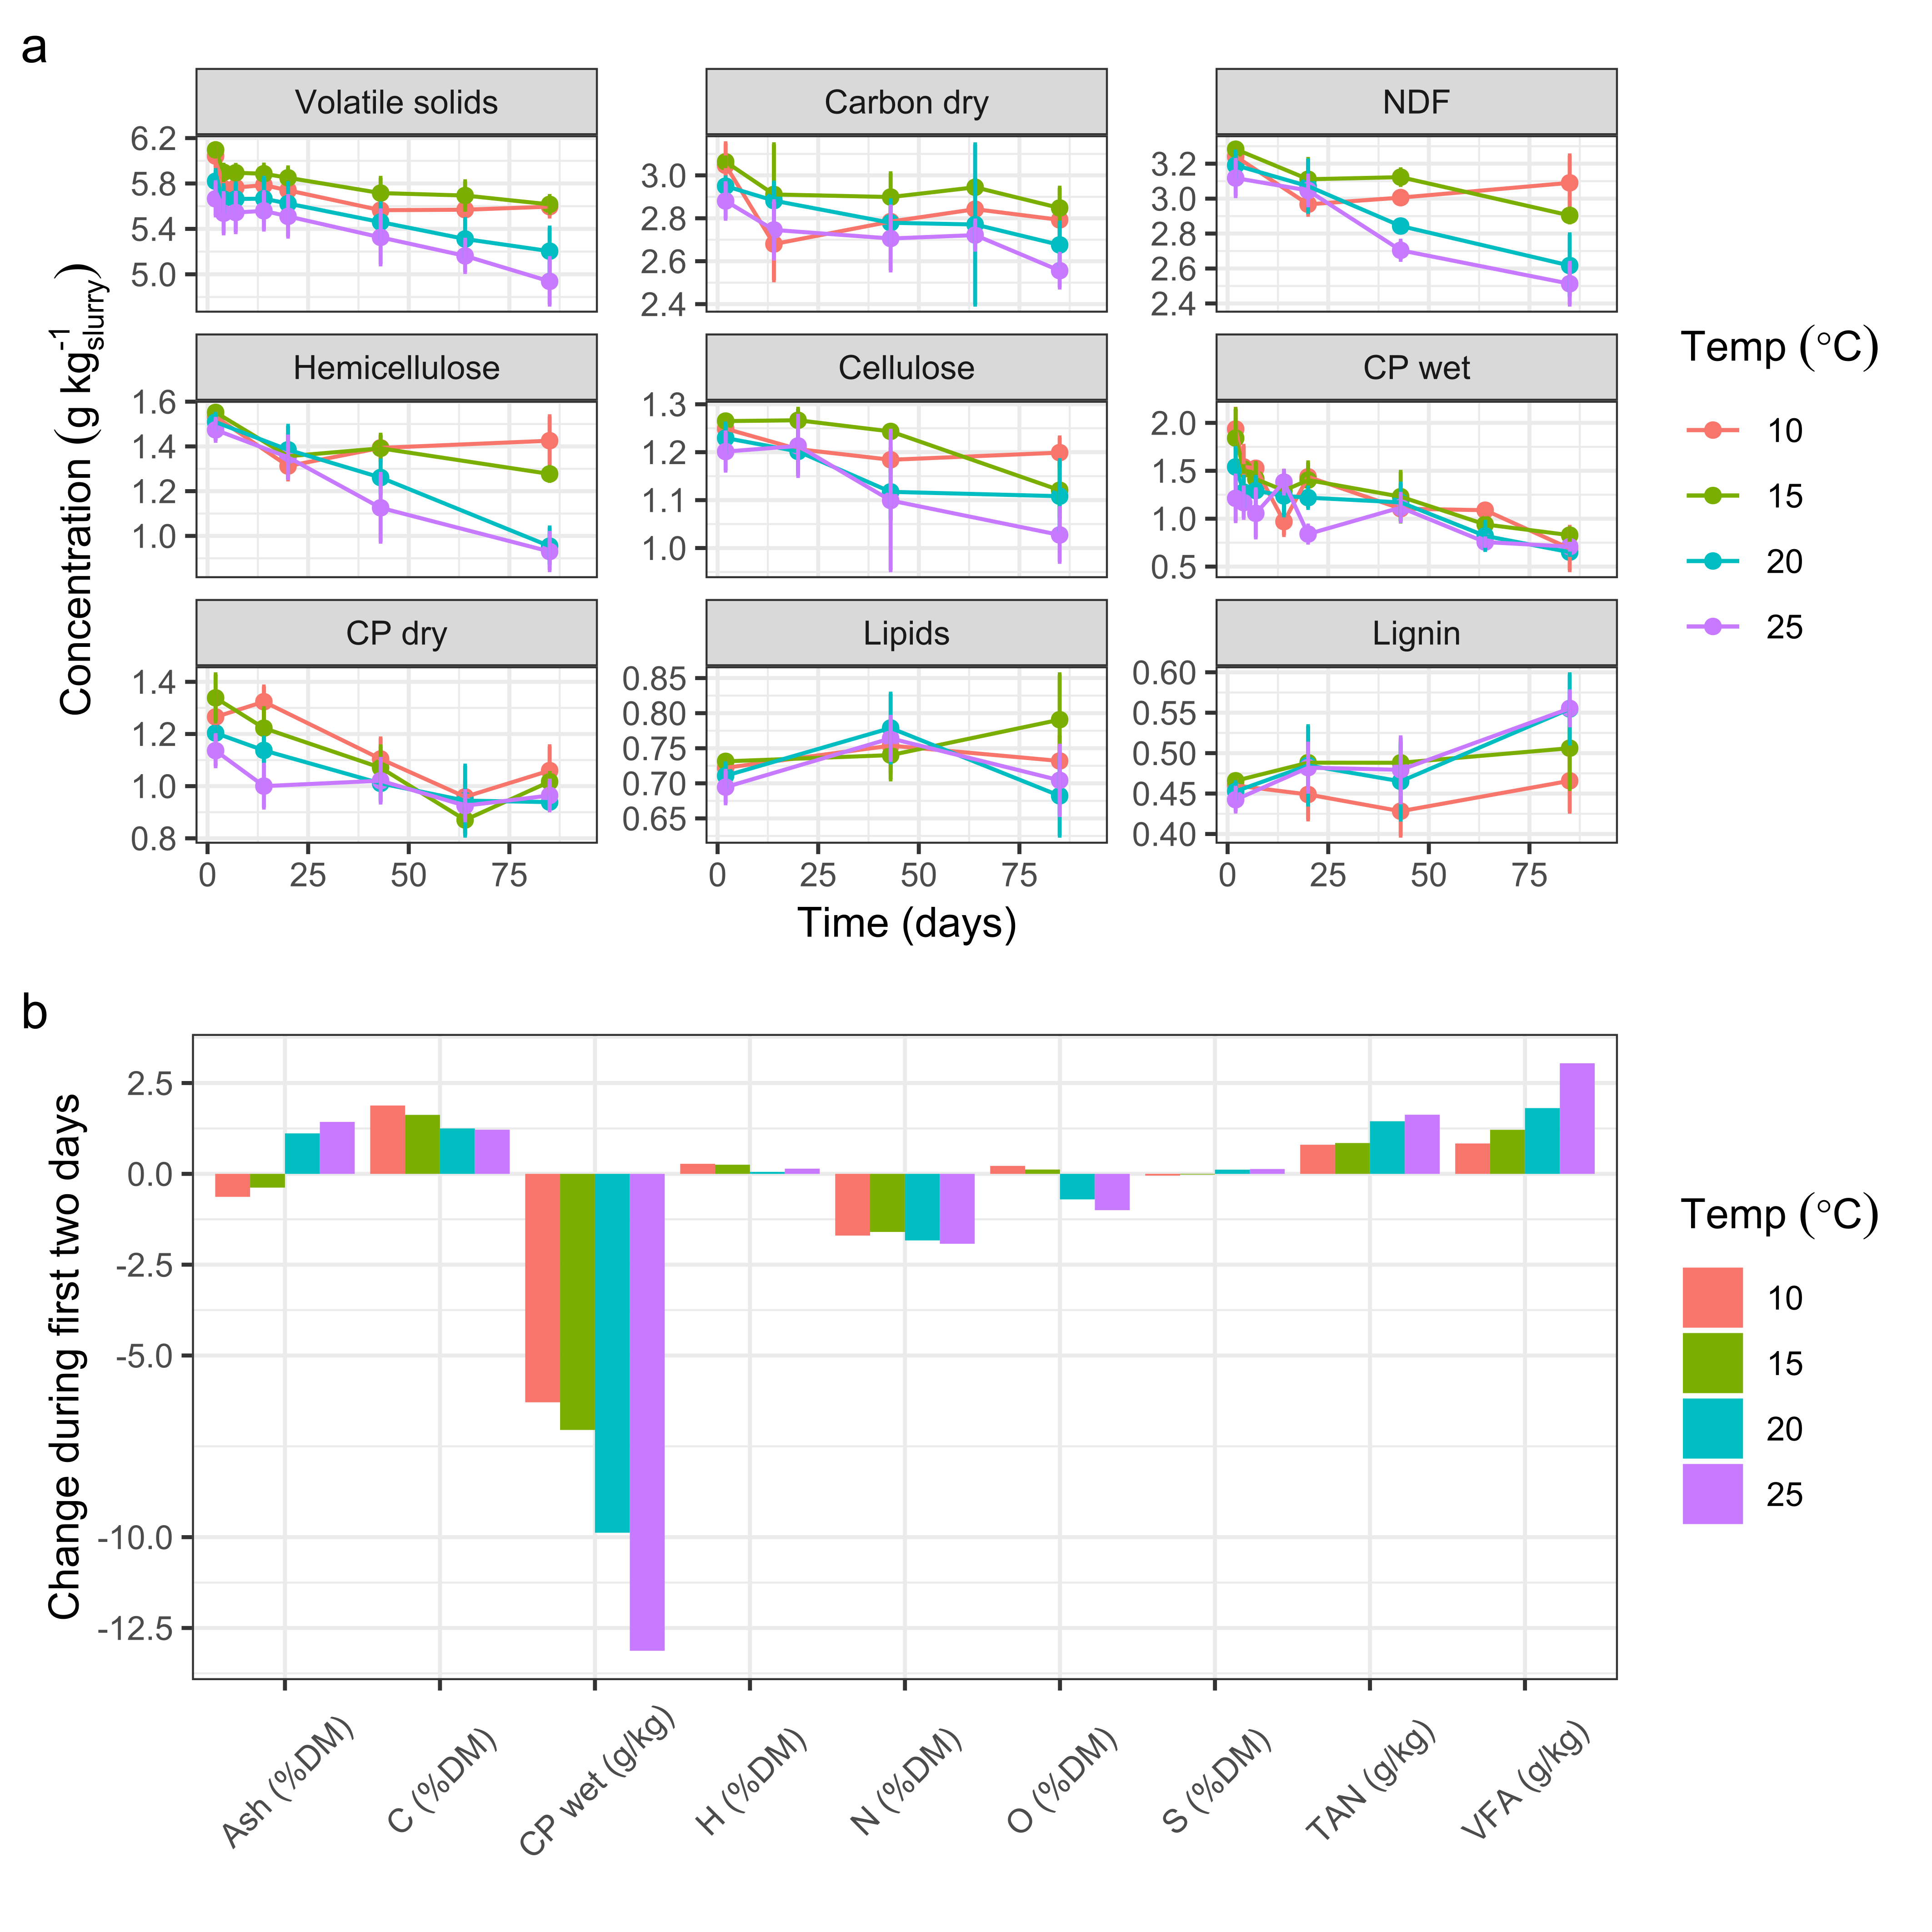 a
Volatile solids
Carbon dry
NDF
6.2
5.8
5.4
5.0
3.0
2.8
2.6
2.4
3.2
3.0
2.8
2.6
2.4
Hemicellulose
Cellulose
CP wet
1.6
1.4
1.2
1.0
1.3
1.2
1.1
1.0
2.0
1.5
1.0
0.5
CP dry
Lipids
Lignin
1.4
1.2
1.0
0.8
0.85
0.80
0.75
0.70
0.65
0.60
0.55
0.50
0.45
0.40
0 25 50 75
0 25 50 75
0 25 50 75
Time (days)
Concentration (g kg-1 slurry)
Temp (°C)
10
15
20
25
b
2.5
0.0
-2.5
-5.0
-10.0
-12.5
Change during first two days
Ash (%DM)
C (%DM)
CP wet (g/kg)
H (%DM)
N (%DM)
O (%DM)
S (%DM)
TAN (g/kg)
VFA (g/kg)
Temp (°C)
10
15
20
25